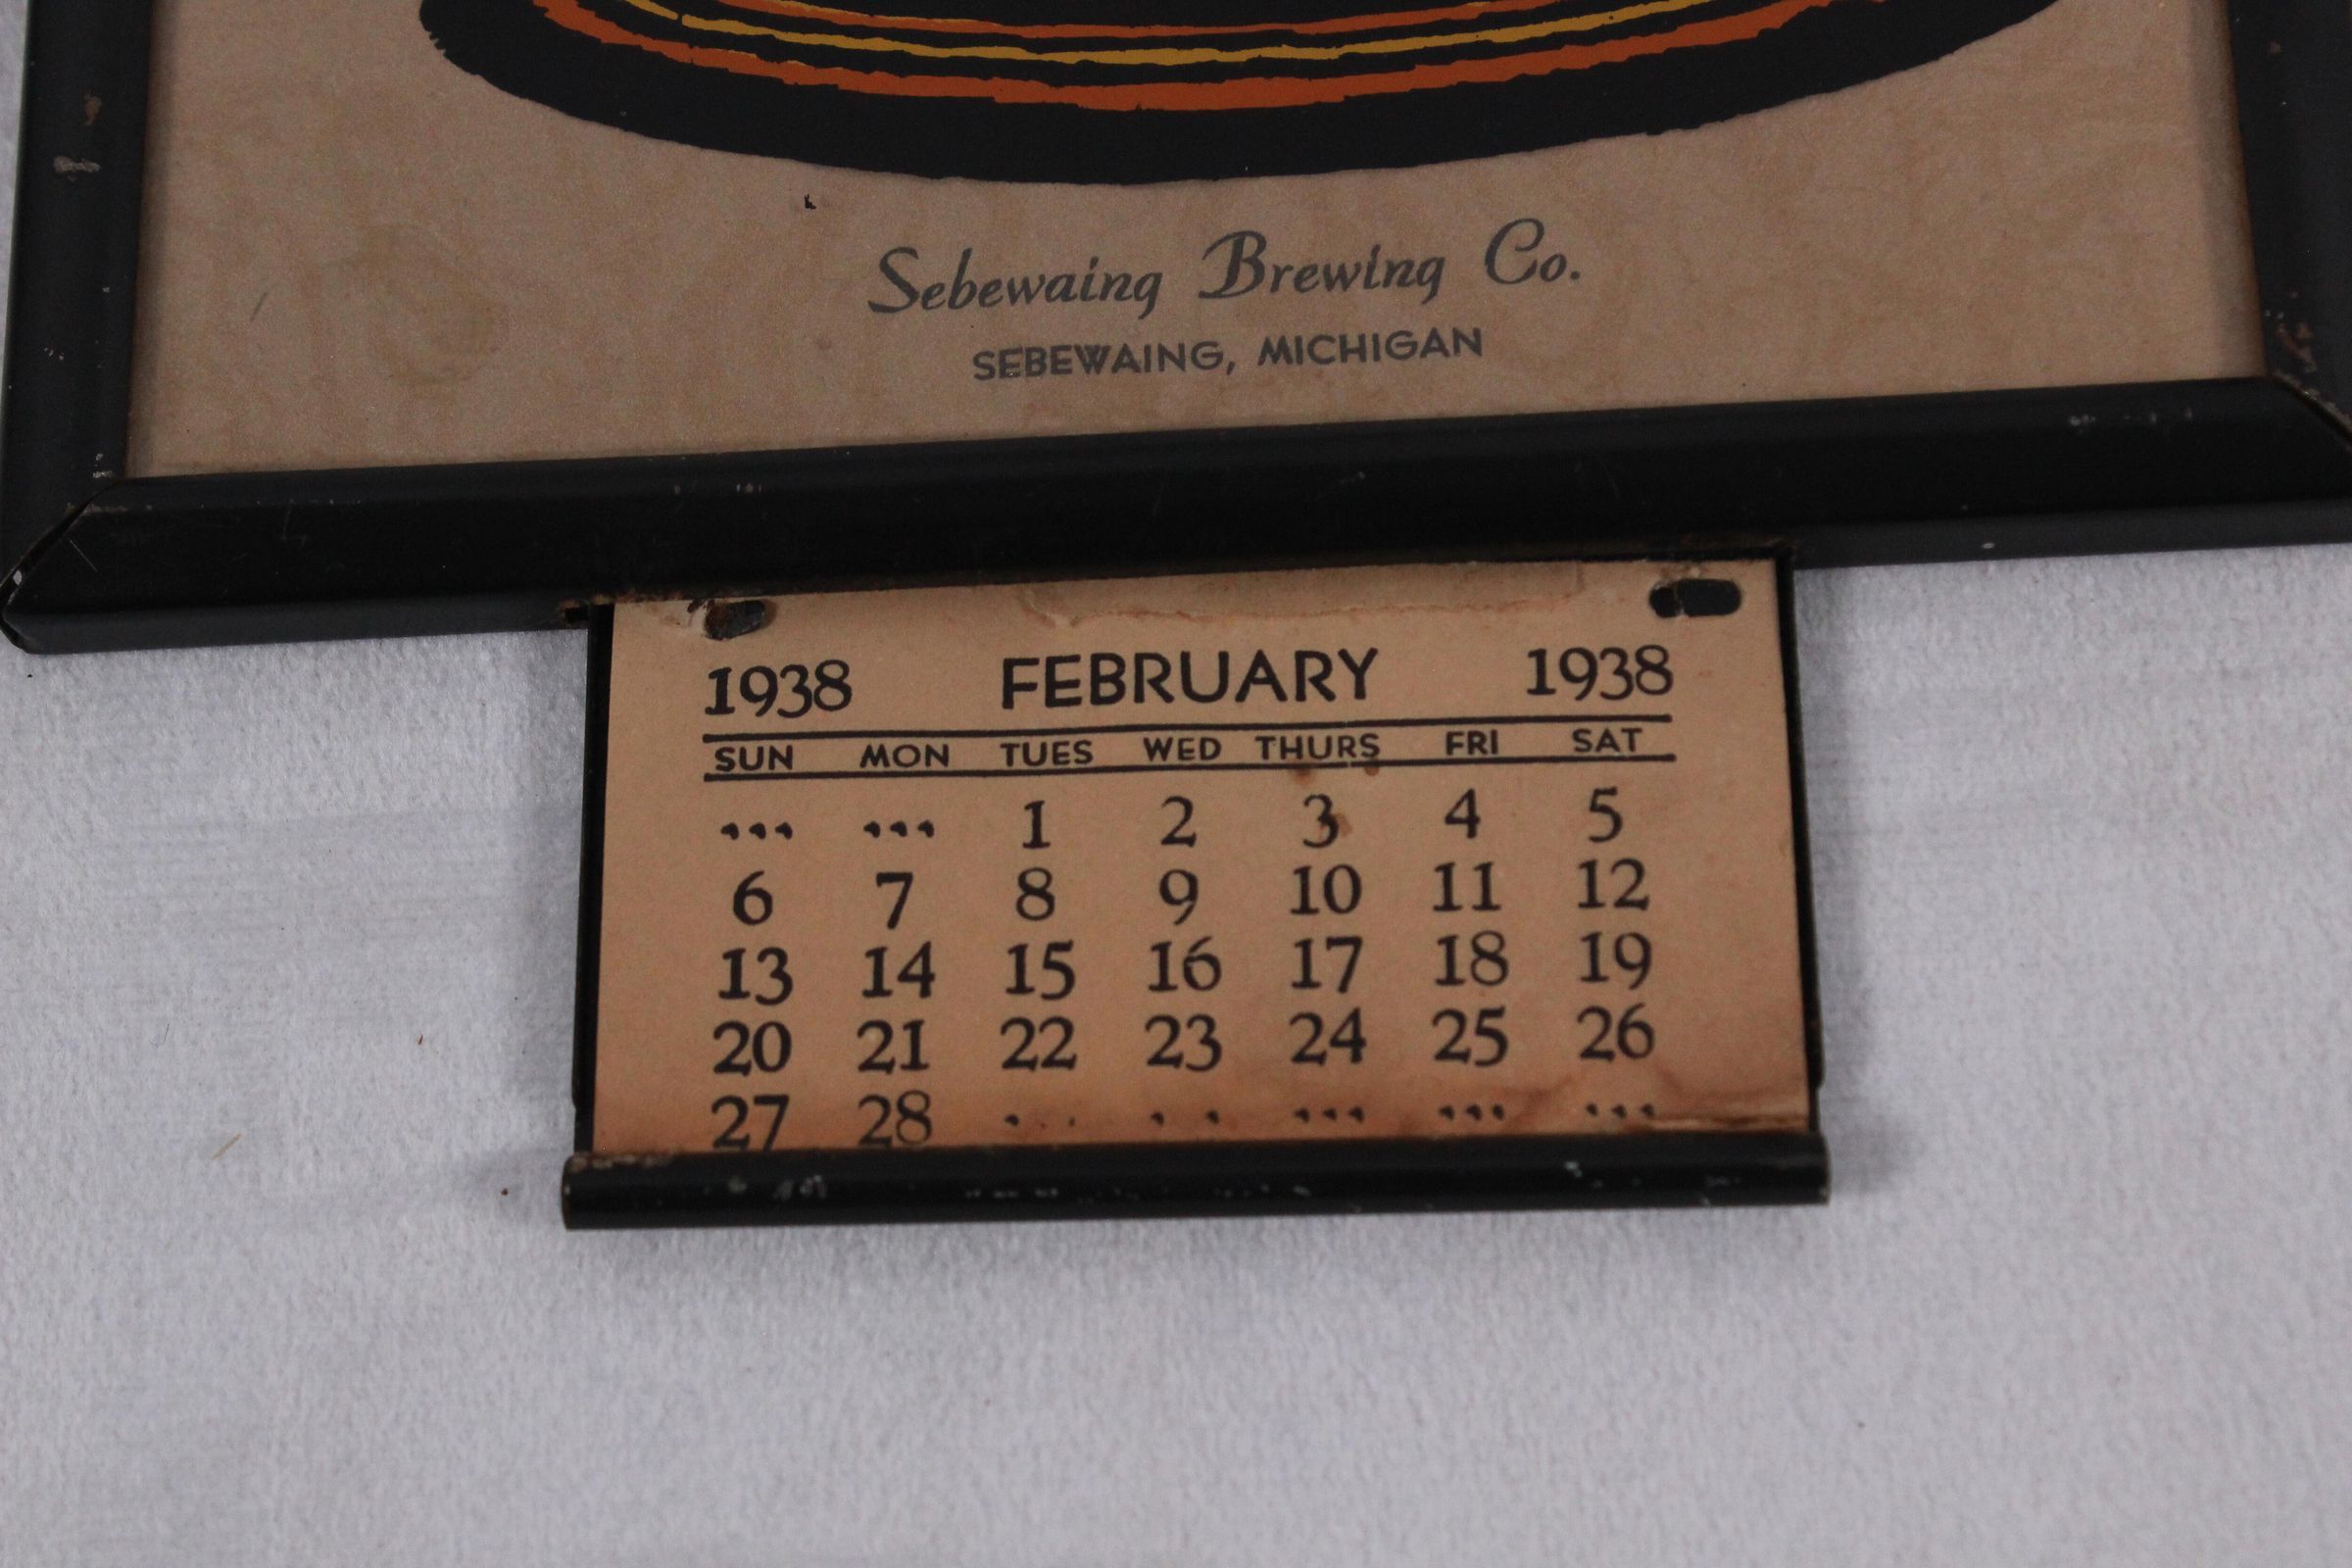 Sebewaing Brewing Co.
SEBEWAING, MICHIGAN
1938 FEBRUARY 1938
SUN MON TUES WED THURS FRI SAT
... ... 1 2 3 4 5
6 7 8 9 10 11 12
13 14 15 16 17 18 19
20 21 22 23 24 25 26
27 28 ... ... ... ... ...